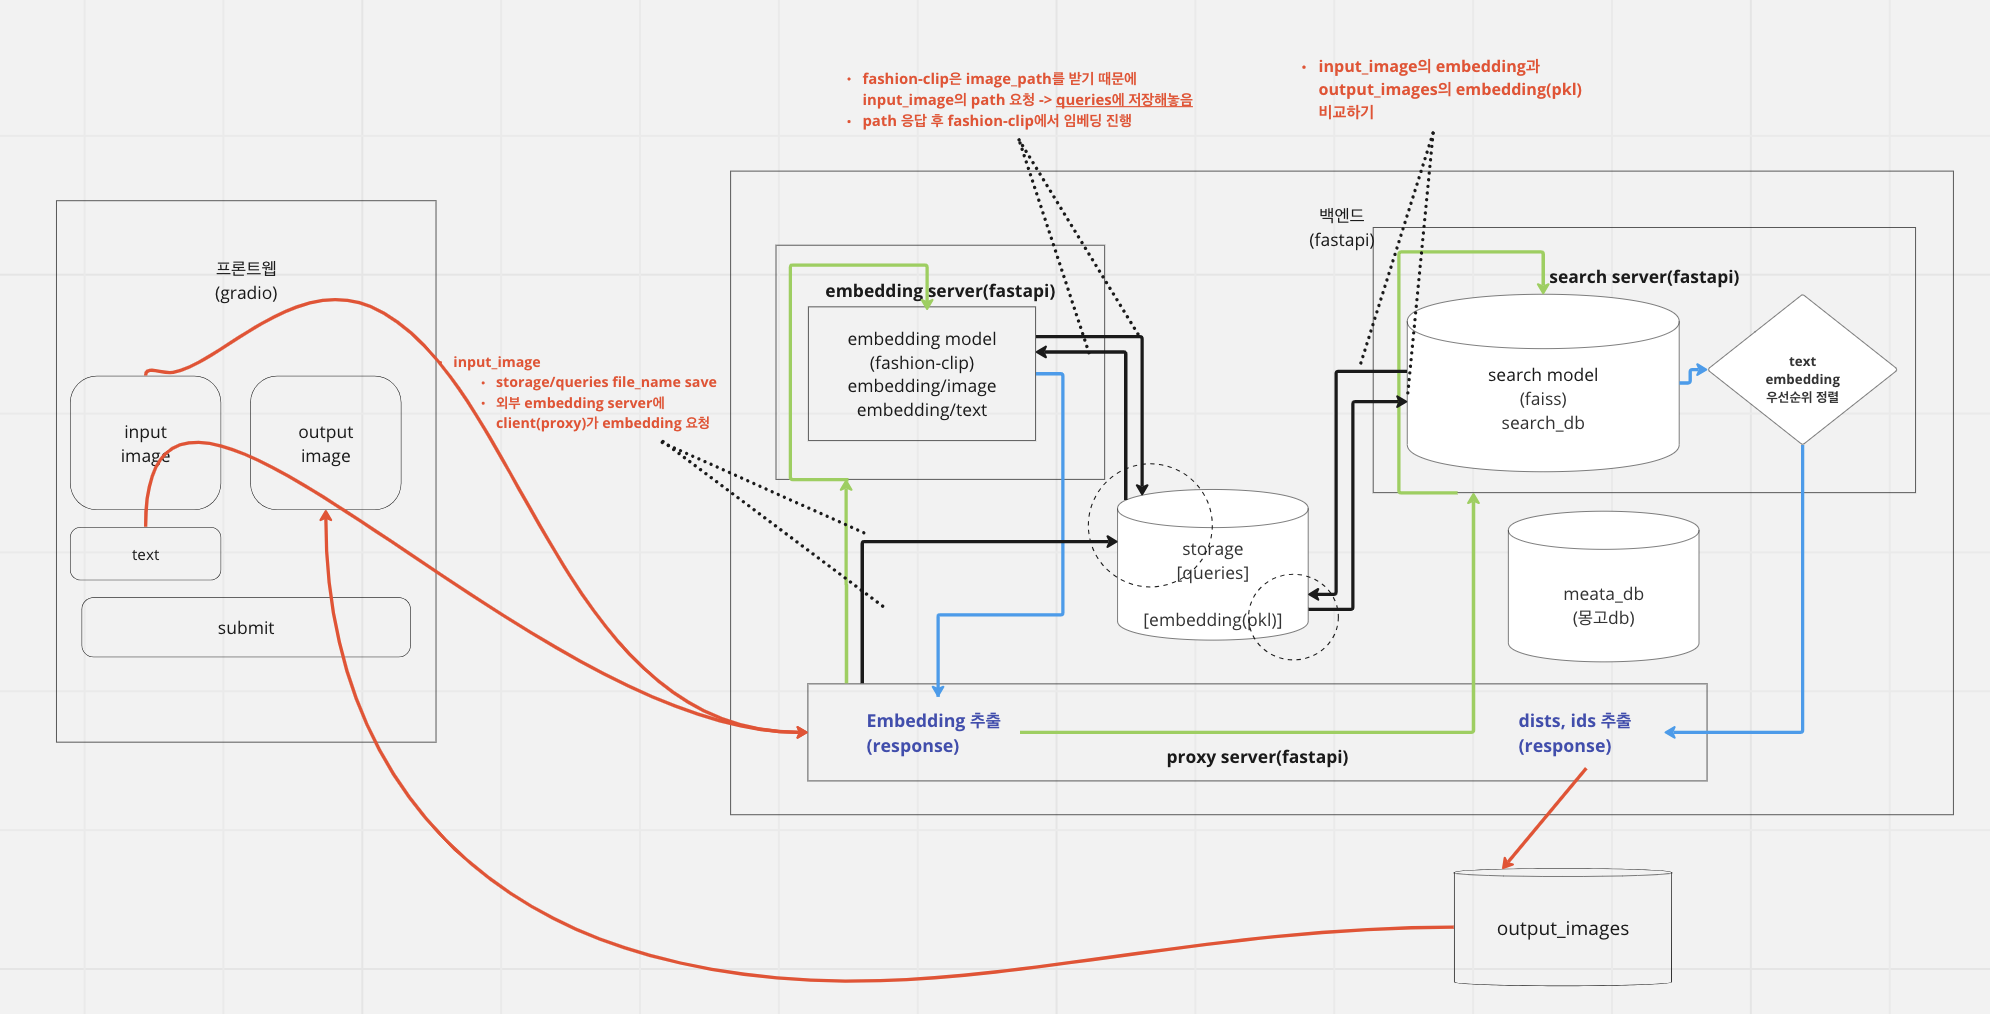 • fashion-clip은 image_path를 받기 때문에
input_image의 path 요청 -> queries에 저장해놓음
• path 응답 후 fashion-clip에서 임베딩 진행
• input_image의 embedding과
output_images의 embedding(pkl)
비교하기
프론트웹
(gradio)
input
image
output
image
text
submit
• input_image
• storage/queries file_name save
• 외부 embedding server에
client(proxy)가 embedding 요청
백엔드
(fastapi)
embedding server(fastapi)
embedding model
(fashion-clip)
embedding/image
embedding/text
search server(fastapi)
search model
(faiss)
search_db
text
embedding
우선순위 정렬
storage
[queries]
[embedding(pkl)]
meata_db
(몽고db)
Embedding 추출
(response)
proxy server(fastapi)
dists, ids 추출
(response)
output_images